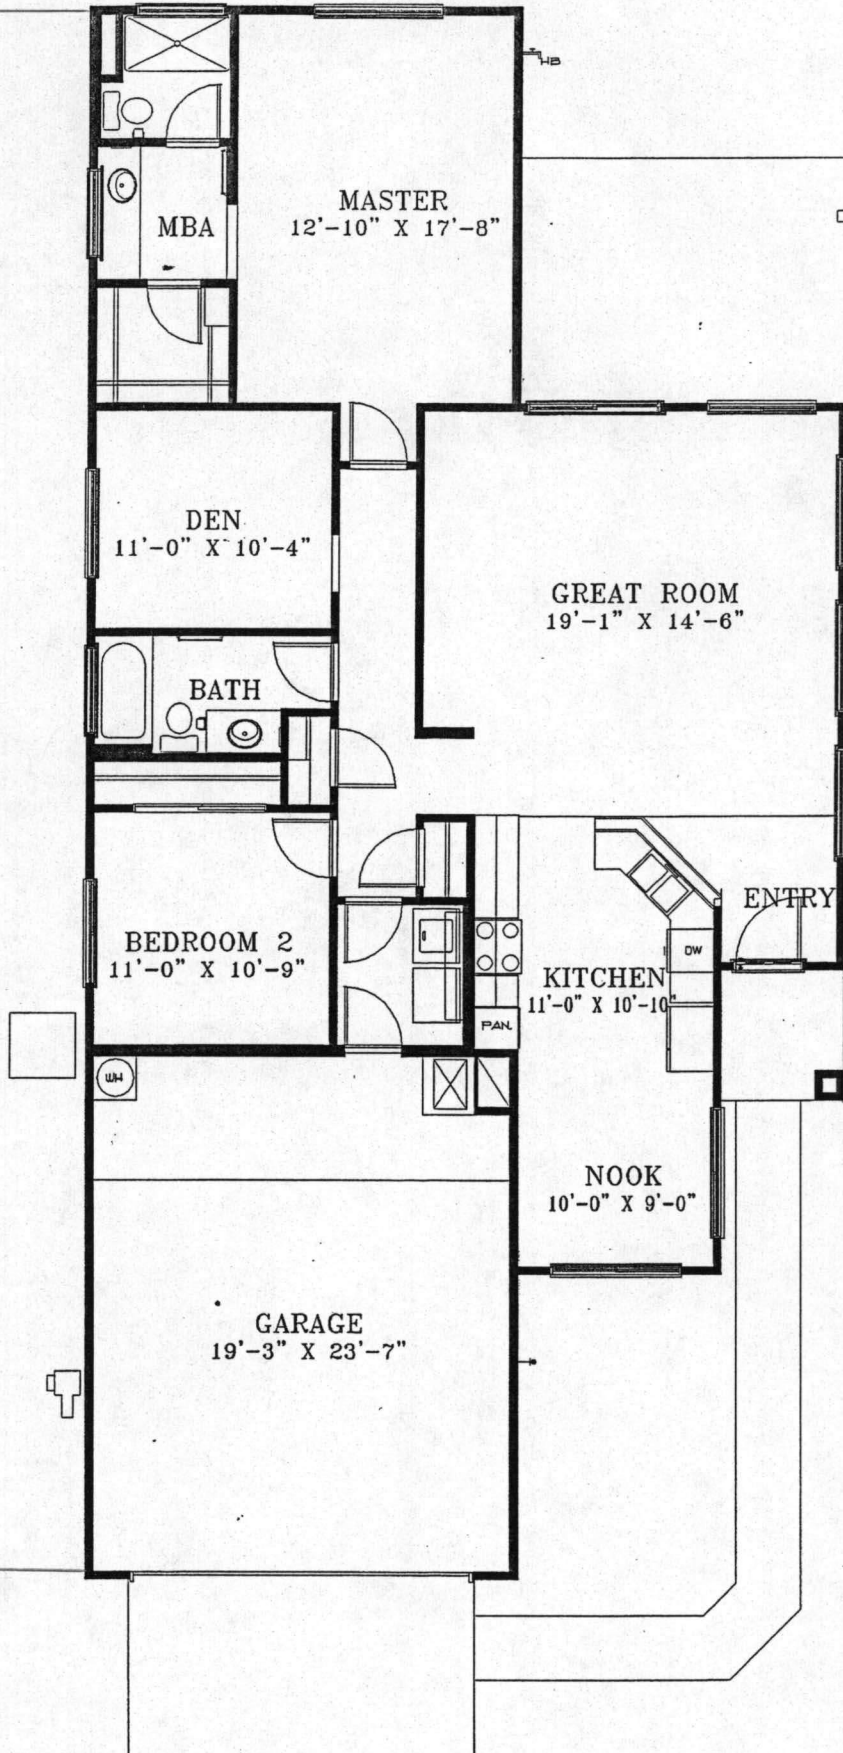 HB
MASTER
12'-10" X 17'-8"
MBA
DEN
11'-0" X 10'-4"
GREAT ROOM
19'-1" X 14'-6"
BATH
ENTRY
BEDROOM 2
11'-0" X 10'-9"
DW
KITCHEN
11'-0" X 10'-10"
PAN.
WH
NOOK
10'-0" X 9'-0"
GARAGE
19'-3" X 23'-7"